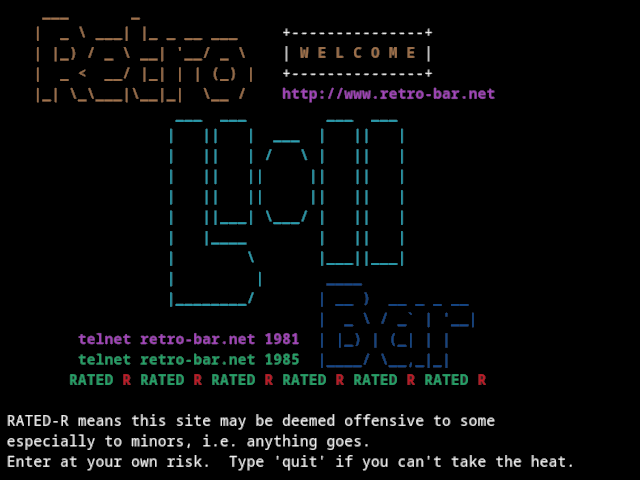 Retro
W E L C O M E
http://www.retro-bar.net
Bar
telnet retro-bar.net 1981
telnet retro-bar.net 1985
RATED R RATED R RATED R RATED R RATED R RATED R
RATED-R means this site may be deemed offensive to some
especially to minors, i.e. anything goes.
Enter at your own risk.  Type 'quit' if you can't take the heat.